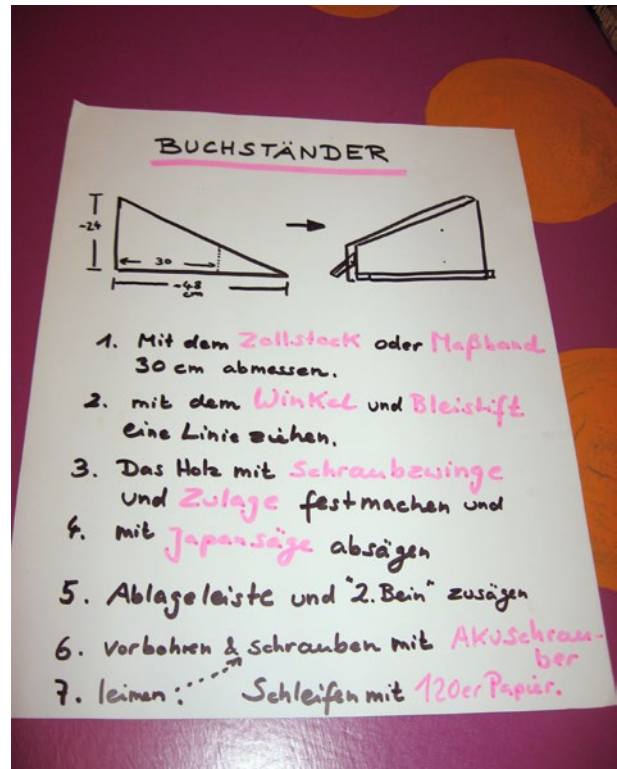 BUCHSTÄNDER
~24
30
~48
cm
1. Mit dem Zollstock oder Maßband
30 cm abmessen.
2. mit dem Winkel und Bleistift
eine Linie ziehen.
3. Das Holz mit Schraubzwinge
und Zulage festmachen und
4. mit Japansäge absägen
5. Ablageleiste und "2. Bein" zusägen
6. vorbohren & schrauben mit AKUschrau-
ber
7. leimen: Schleifen mit 120er Papier.